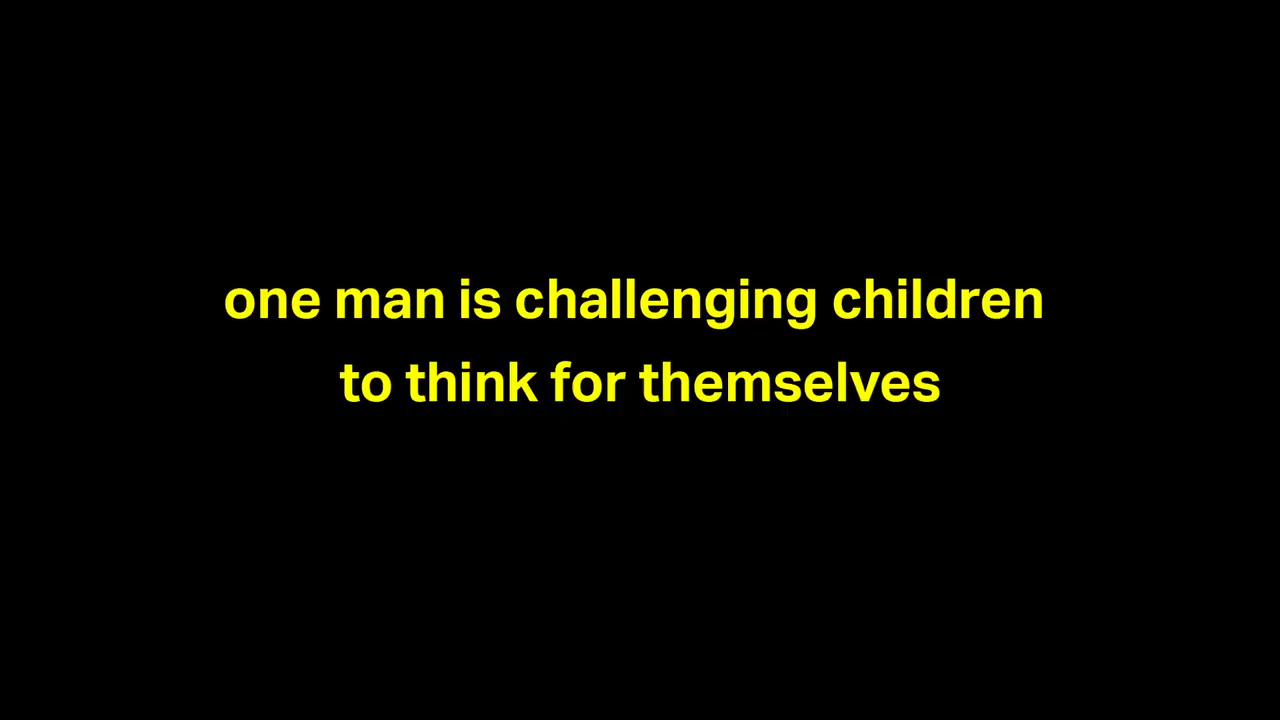 one man is challenging children
to think for themselves